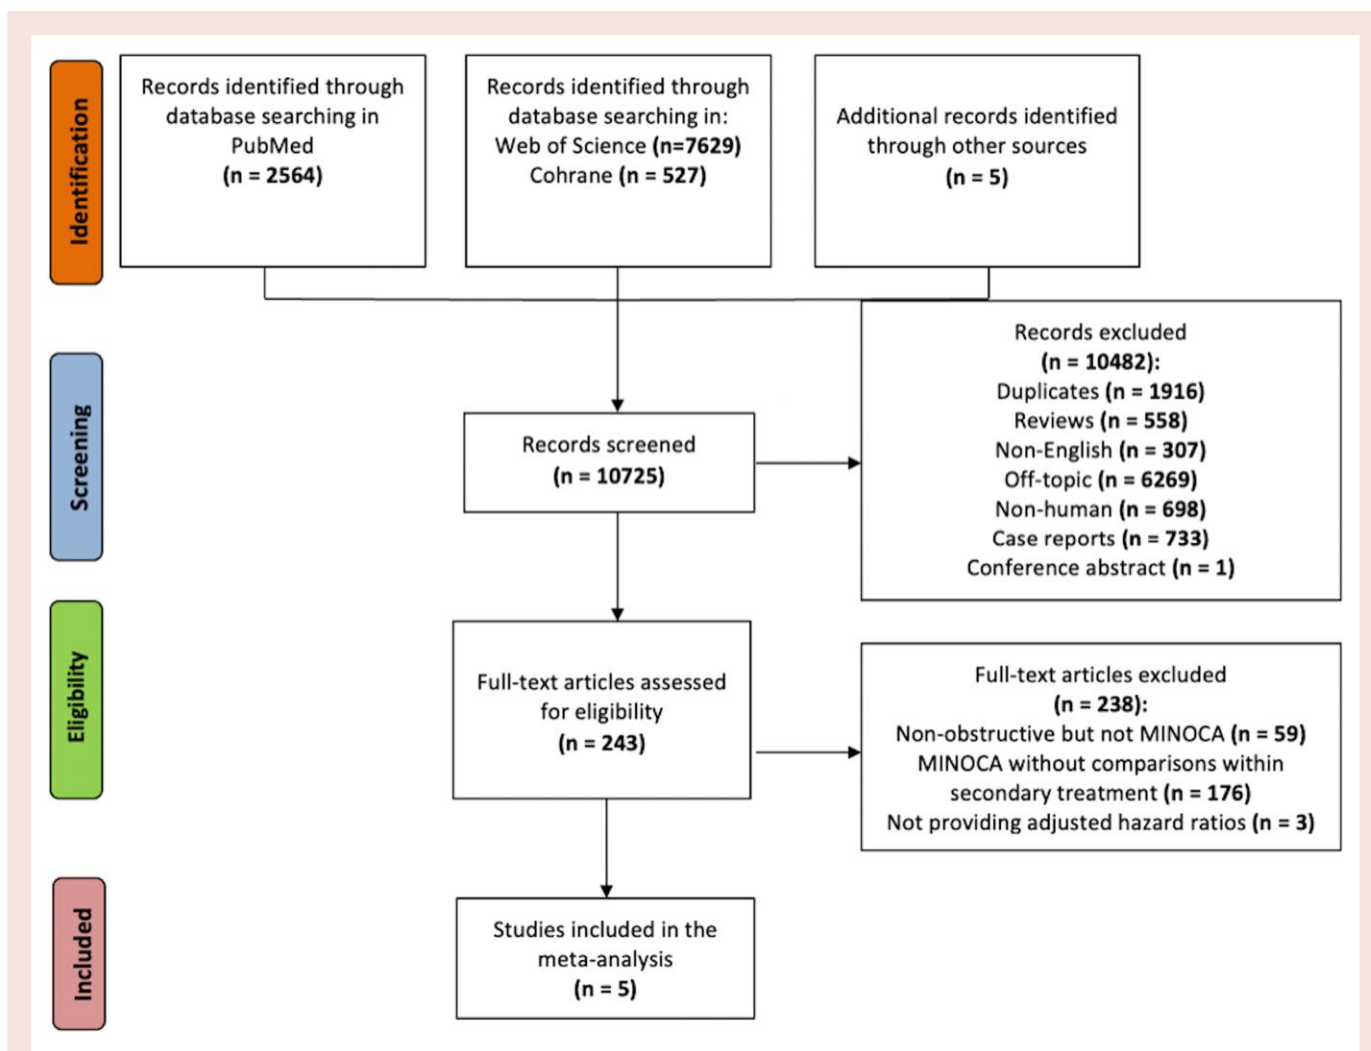 Identification
Records identified through
database searching in
PubMed
(n = 2564)
Records identified through
database searching in:
Web of Science (n=7629)
Cohrane (n = 527)
Additional records identified
through other sources
(n = 5)
Screening
Records screened
(n = 10725)
Records excluded
(n = 10482):
Duplicates (n = 1916)
Reviews (n = 558)
Non-English (n = 307)
Off-topic (n = 6269)
Non-human (n = 698)
Case reports (n = 733)
Conference abstract (n = 1)
Eligibility
Full-text articles assessed
for eligibility
(n = 243)
Full-text articles excluded
(n = 238):
Non-obstructive but not MINOCA (n = 59)
MINOCA without comparisons within
secondary treatment (n = 176)
Not providing adjusted hazard ratios (n = 3)
Included
Studies included in the
meta-analysis
(n = 5)